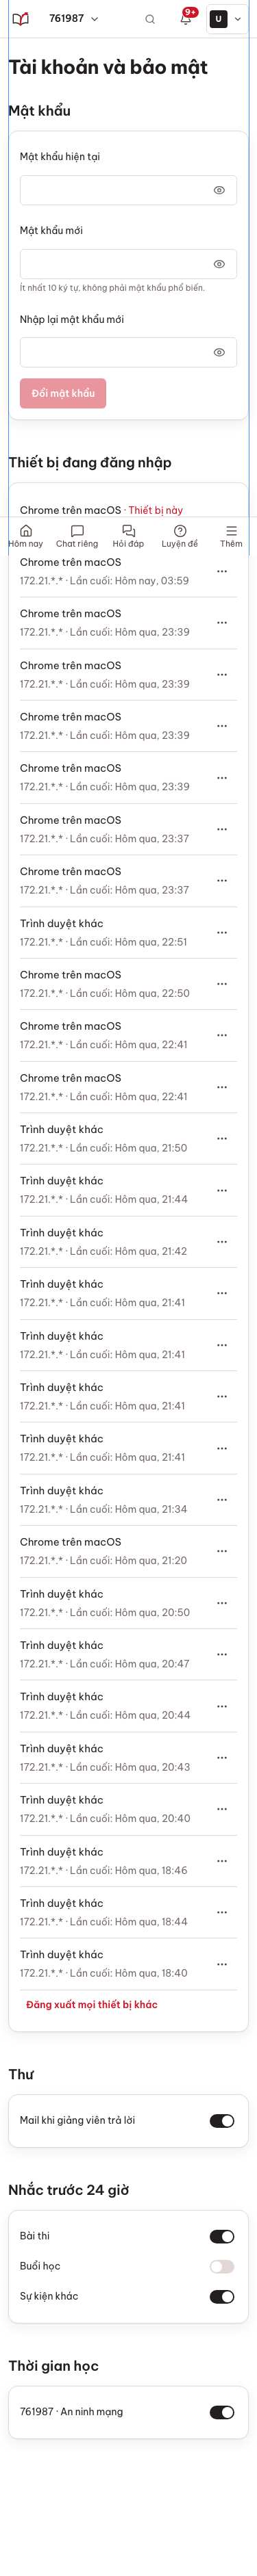 761987
9+
U
Tài khoản và bảo mật
Mật khẩu
Mật khẩu hiện tại
Mật khẩu mới
Ít nhất 10 ký tự, không phải mật khẩu phổ biến.
Nhập lại mật khẩu mới
Đổi mật khẩu
Thiết bị đang đăng nhập
Chrome trên macOS · Thiết bị này
Hôm nay
Chat riêng
Hỏi đáp
Luyện đề
Thêm
Chrome trên macOS
172.21.*.* · Lần cuối: Hôm nay, 03:59
Chrome trên macOS
172.21.*.* · Lần cuối: Hôm qua, 23:39
Chrome trên macOS
172.21.*.* · Lần cuối: Hôm qua, 23:39
Chrome trên macOS
172.21.*.* · Lần cuối: Hôm qua, 23:39
Chrome trên macOS
172.21.*.* · Lần cuối: Hôm qua, 23:39
Chrome trên macOS
172.21.*.* · Lần cuối: Hôm qua, 23:37
Chrome trên macOS
172.21.*.* · Lần cuối: Hôm qua, 23:37
Trình duyệt khác
172.21.*.* · Lần cuối: Hôm qua, 22:51
Chrome trên macOS
172.21.*.* · Lần cuối: Hôm qua, 22:50
Chrome trên macOS
172.21.*.* · Lần cuối: Hôm qua, 22:41
Chrome trên macOS
172.21.*.* · Lần cuối: Hôm qua, 22:41
Trình duyệt khác
172.21.*.* · Lần cuối: Hôm qua, 21:50
Trình duyệt khác
172.21.*.* · Lần cuối: Hôm qua, 21:44
Trình duyệt khác
172.21.*.* · Lần cuối: Hôm qua, 21:42
Trình duyệt khác
172.21.*.* · Lần cuối: Hôm qua, 21:41
Trình duyệt khác
172.21.*.* · Lần cuối: Hôm qua, 21:41
Trình duyệt khác
172.21.*.* · Lần cuối: Hôm qua, 21:41
Trình duyệt khác
172.21.*.* · Lần cuối: Hôm qua, 21:41
Trình duyệt khác
172.21.*.* · Lần cuối: Hôm qua, 21:34
Chrome trên macOS
172.21.*.* · Lần cuối: Hôm qua, 21:20
Trình duyệt khác
172.21.*.* · Lần cuối: Hôm qua, 20:50
Trình duyệt khác
172.21.*.* · Lần cuối: Hôm qua, 20:47
Trình duyệt khác
172.21.*.* · Lần cuối: Hôm qua, 20:44
Trình duyệt khác
172.21.*.* · Lần cuối: Hôm qua, 20:43
Trình duyệt khác
172.21.*.* · Lần cuối: Hôm qua, 20:40
Trình duyệt khác
172.21.*.* · Lần cuối: Hôm qua, 18:46
Trình duyệt khác
172.21.*.* · Lần cuối: Hôm qua, 18:44
Trình duyệt khác
172.21.*.* · Lần cuối: Hôm qua, 18:40
Đăng xuất mọi thiết bị khác
Thư
Mail khi giảng viên trả lời
Nhắc trước 24 giờ
Bài thi
Buổi học
Sự kiện khác
Thời gian học
761987 · An ninh mạng